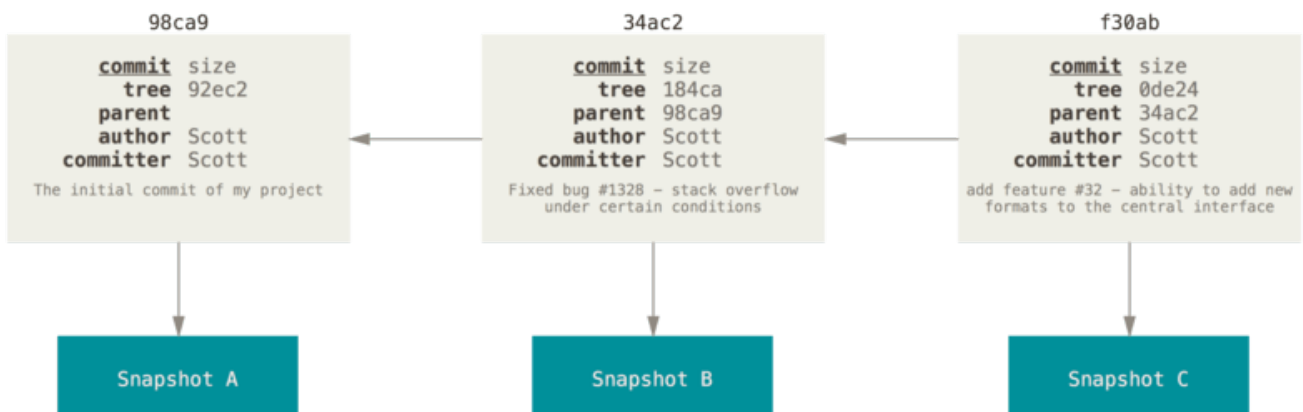 98ca9
commit size
tree 92ec2
parent
author Scott
committer Scott
The initial commit of my project
Snapshot A
34ac2
commit size
tree 184ca
parent 98ca9
author Scott
committer Scott
Fixed bug #1328 – stack overflow
under certain conditions
Snapshot B
f30ab
commit size
tree 0de24
parent 34ac2
author Scott
committer Scott
add feature #32 – ability to add new
formats to the central interface
Snapshot C